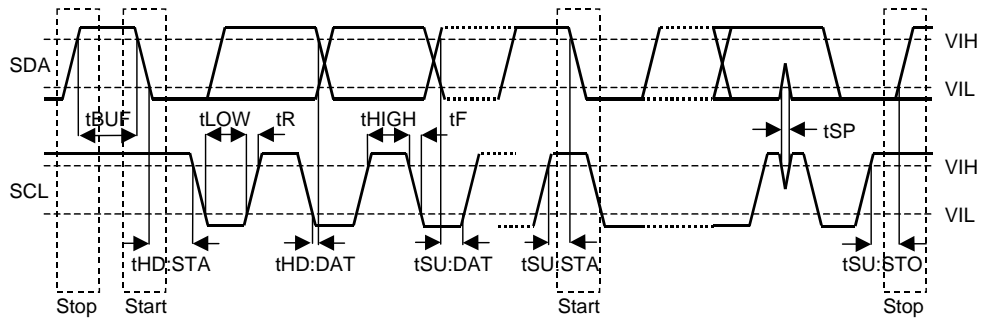 SDA
VIH
VIL
tBUF
tLOW
tR
tHIGH
tF
tSP
SCL
VIH
VIL
tHD:STA
tHD:DAT
tSU:DAT
tSU:STA
tSU:STO
Stop
Start
Start
Stop